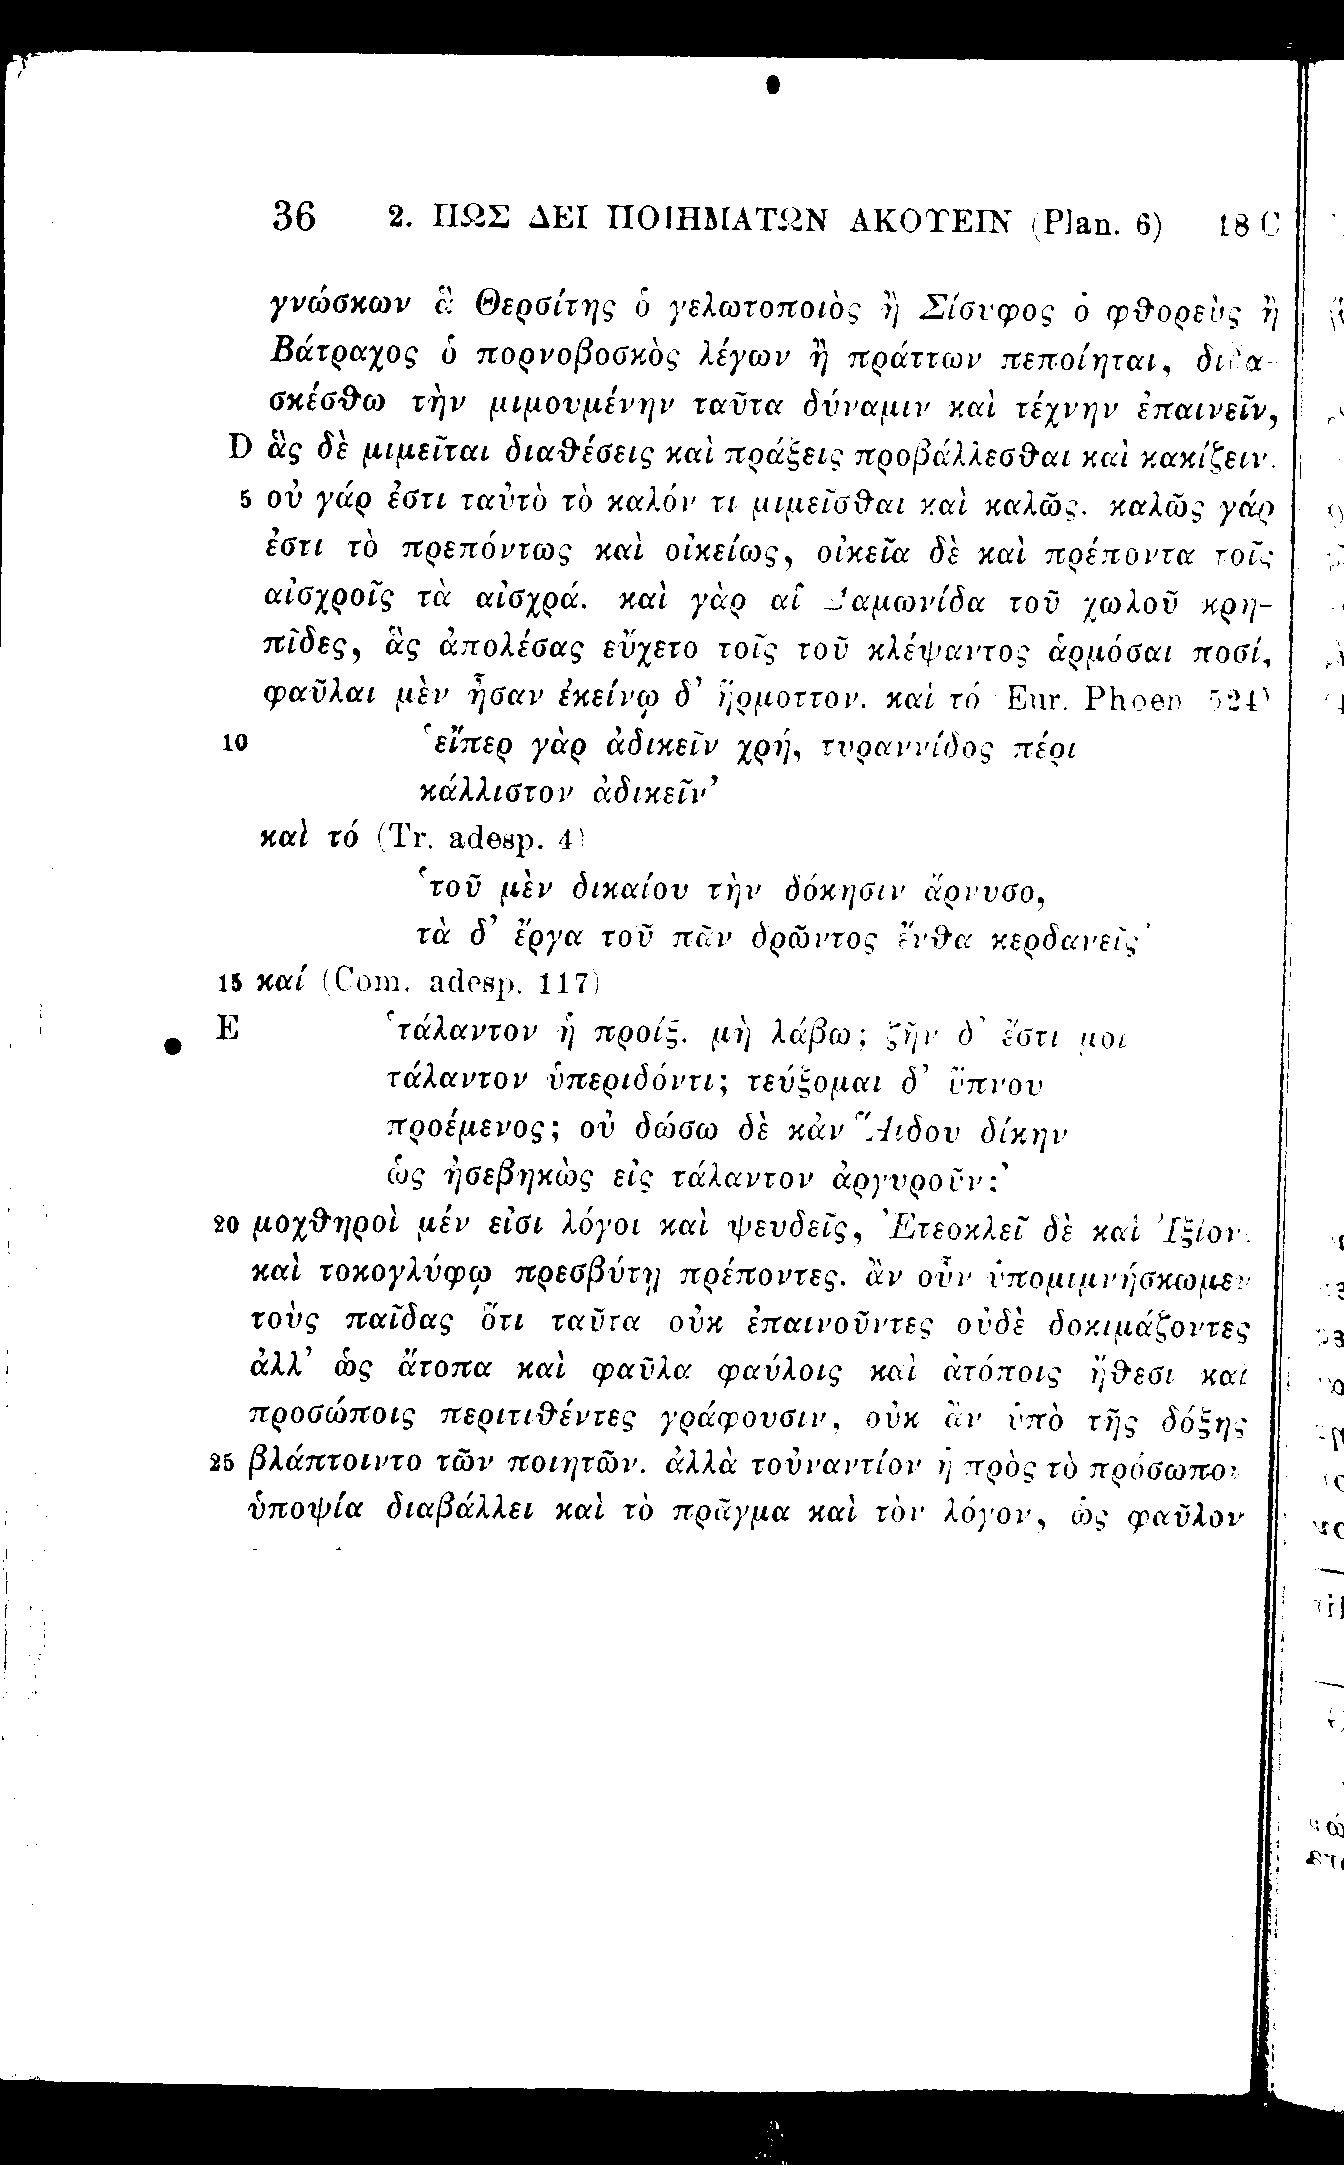 36 2. ΠΩΣ ΔΕΙ ΠΟΙΗΜΑΤΩΝ ΑΚΟΥΕΙΝ (Plan. 6) 18 C
γνώσκων ἃ Θερσίτης ὁ γελωτοποιὸς ἢ Σίσυφος ὁ φθορεὺς ἢ
Βάτραχος ὁ πορνοβοσκὸς λέγων ἢ πράττων πεποίηται, διδα-
σκέσθω τὴν μιμουμένην ταῦτα δύναμιν καὶ τέχνην ἐπαινεῖν,
D ἃς δὲ μιμεῖται διαθέσεις καὶ πράξεις προβάλλεσθαι καὶ κακίζειν.
5 οὐ γάρ ἐστι ταὐτὸ τὸ καλόν τι μιμεῖσθαι καὶ καλῶς. καλῶς γάρ
ἐστι τὸ πρεπόντως καὶ οἰκείως, οἰκεῖα δὲ καὶ πρέποντα τοῖς
αἰσχροῖς τὰ αἰσχρά. καὶ γὰρ αἱ Δαμωνίδα τοῦ χωλοῦ κρη-
πῖδες, ἃς ἀπολέσας εὔχετο τοῖς τοῦ κλέψαντος ἁρμόσαι ποσί,
φαῦλαι μὲν ἦσαν ἐκείνῳ δ’ ἥρμοττον. καὶ τό Eur. Phoen 524)
10 ‘εἴπερ γὰρ ἀδικεῖν χρή, τυραννίδος πέρι
κάλλιστον ἀδικεῖν’
καὶ τό (Tr. adesp. 4)
‘τοῦ μὲν δικαίου τὴν δόκησιν ἄρνυσο,
τὰ δ’ ἔργα τοῦ πᾶν δρῶντος ἔνθα κερδανεῖς’
15 καί (Com. adesp. 117)
E ‘τάλαντον ἡ προίξ. μὴ λάβω; ζῆν δ’ ἔστι μοι
τάλαντον ὑπεριδόντι; τεύξομαι δ’ ὕπνου
προέμενος; οὐ δώσω δὲ κἀν Ἅιδου δίκην
ὡς ἠσεβηκὼς εἰς τάλαντον ἀργυροῦν;’
20 μοχθηροὶ μέν εἰσι λόγοι καὶ ψευδεῖς, Ἐτεοκλεῖ δὲ καὶ Ἰξίον.
καὶ τοκογλύφῳ πρεσβύτῃ πρέποντες. ἂν οὖν ὑπομιμνήσκωμεν
τοὺς παῖδας ὅτι ταῦτα οὐκ ἐπαινοῦντες οὐδὲ δοκιμάζοντες
ἀλλ’ ὡς ἄτοπα καὶ φαῦλα φαύλοις καὶ ἀτόποις ἤθεσι καὶ
προσώποις περιτιθέντες γράφουσιν, οὐκ ἂν ὑπὸ τῆς δόξης
25 βλάπτοιντο τῶν ποιητῶν. ἀλλὰ τοὐναντίον ἡ πρὸς τὸ πρόσωπον
ὑποψία διαβάλλει καὶ τὸ πρᾶγμα καὶ τὸν λόγον, ὡς φαῦλον